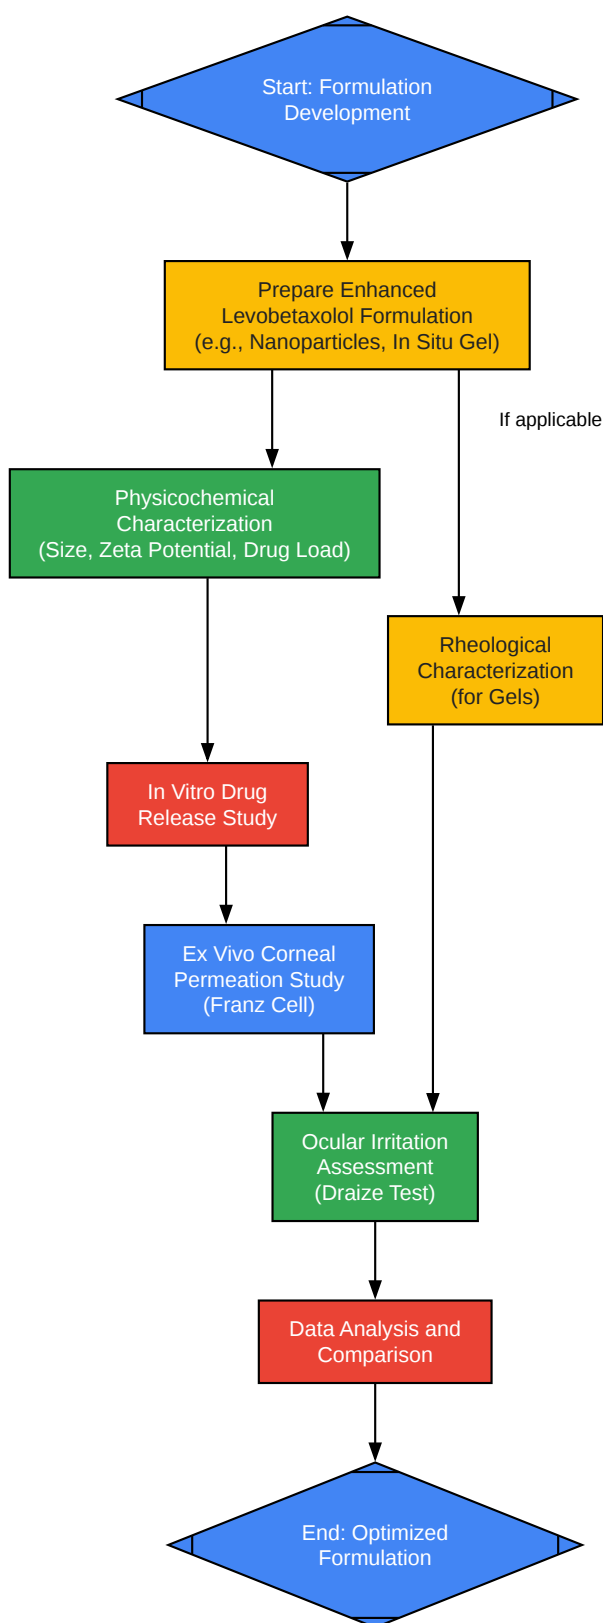 Start: Formulation
Development
Prepare Enhanced
Levobetaxolol Formulation
(e.g., Nanoparticles, In Situ Gel)
If applicable
Physicochemical
Characterization
(Size, Zeta Potential, Drug Load)
Rheological
Characterization
(for Gels)
In Vitro Drug
Release Study
Ex Vivo Corneal
Permeation Study
(Franz Cell)
Ocular Irritation
Assessment
(Draize Test)
Data Analysis and
Comparison
End: Optimized
Formulation